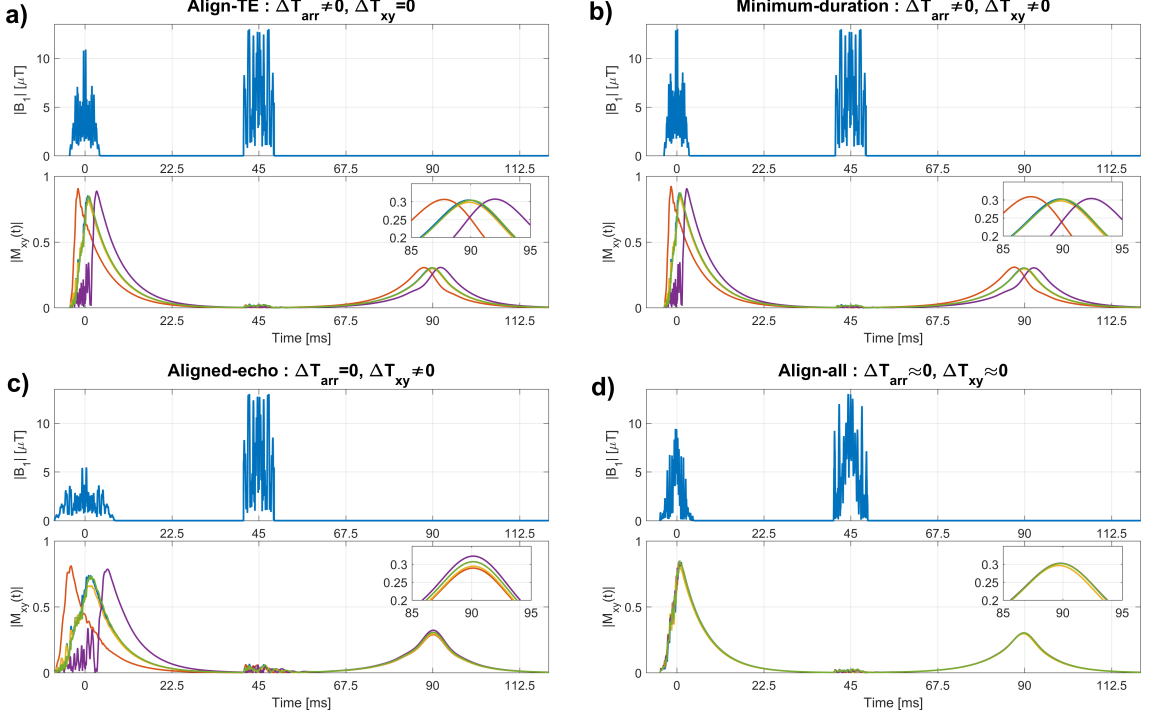 a)
Align-TE : ΔT_arr≠0, ΔT_xy=0
|B_1| [μT]
10
5
0
0 22.5 45 67.5 90 112.5
|M_xy(t)|
1
0.5
0
0.3
0.25
0.2
85 90 95
0 22.5 45 67.5 90 112.5
Time [ms]
b)
Minimum-duration : ΔT_arr≠0, ΔT_xy≠0
|B_1| [μT]
10
5
0
0 22.5 45 67.5 90 112.5
|M_xy(t)|
1
0.5
0
0.3
0.25
0.2
85 90 95
0 22.5 45 67.5 90 112.5
Time [ms]
c)
Aligned-echo : ΔT_arr=0, ΔT_xy≠0
|B_1| [μT]
10
5
0
0 22.5 45 67.5 90 112.5
|M_xy(t)|
1
0.5
0
0.3
0.25
0.2
85 90 95
0 22.5 45 67.5 90 112.5
Time [ms]
d)
Align-all : ΔT_arr≈0, ΔT_xy≈0
|B_1| [μT]
10
5
0
0 22.5 45 67.5 90 112.5
|M_xy(t)|
1
0.5
0
0.3
0.25
0.2
85 90 95
0 22.5 45 67.5 90 112.5
Time [ms]